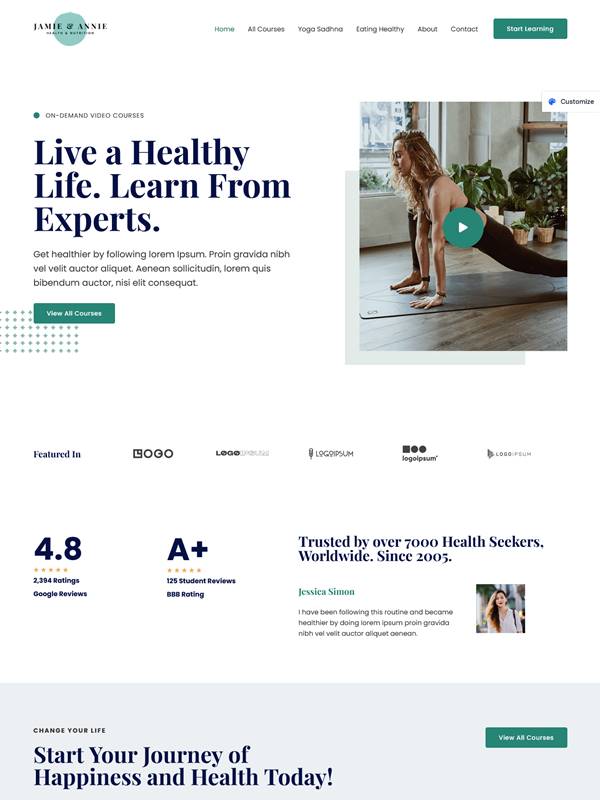 JAMIE & ANNIE
HEALTH & NUTRITION
Home
All Courses
Yoga Sadhna
Eating Healthy
About
Contact
Start Learning
Customize
ON-DEMAND VIDEO COURSES
Live a Healthy
Life. Learn From
Experts.
Get healthier by following lorem Ipsum. Proin gravida nibh
vel velit auctor aliquet. Aenean sollicitudin, lorem quis
bibendum auctor, nisi elit consequat.
View All Courses
Featured In
LOGO
LOGOIPSUM
LOGOIPSUM
logoipsum
LOGOIPSUM
4.8
2,394 Ratings
Google Reviews
A+
125 Student Reviews
BBB Rating
Trusted by over 7000 Health Seekers,
Worldwide. Since 2005.
Jessica Simon
I have been following this routine and became
healthier by doing lorem ipsum proin gravida
nibh vel velit auctor aliquet aenean.
CHANGE YOUR LIFE
Start Your Journey of
Happiness and Health Today!
View All Courses